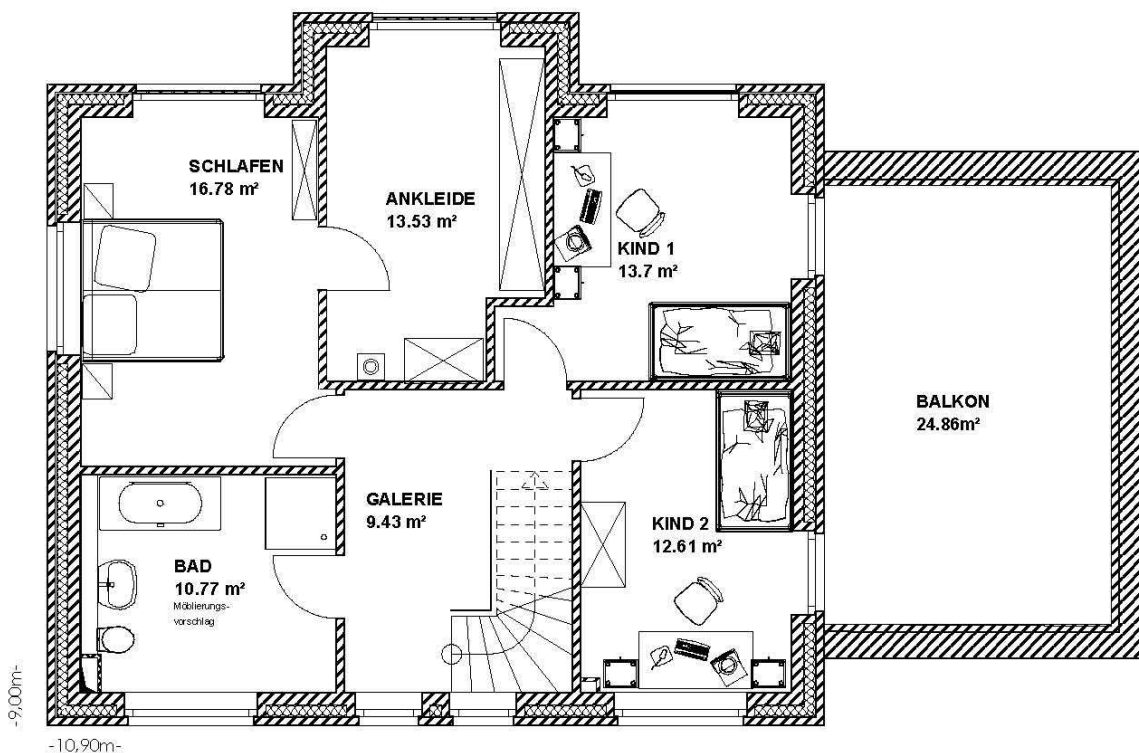 SCHLAFEN
16.78 m²
ANKLEIDE
13.53 m²
KIND 1
13.7 m²
BALKON
24.86m²
GALERIE
9.43 m²
KIND 2
12.61 m²
BAD
10.77 m²
Möblierungs-
vorschlag
-9,00m-
-10,90m-